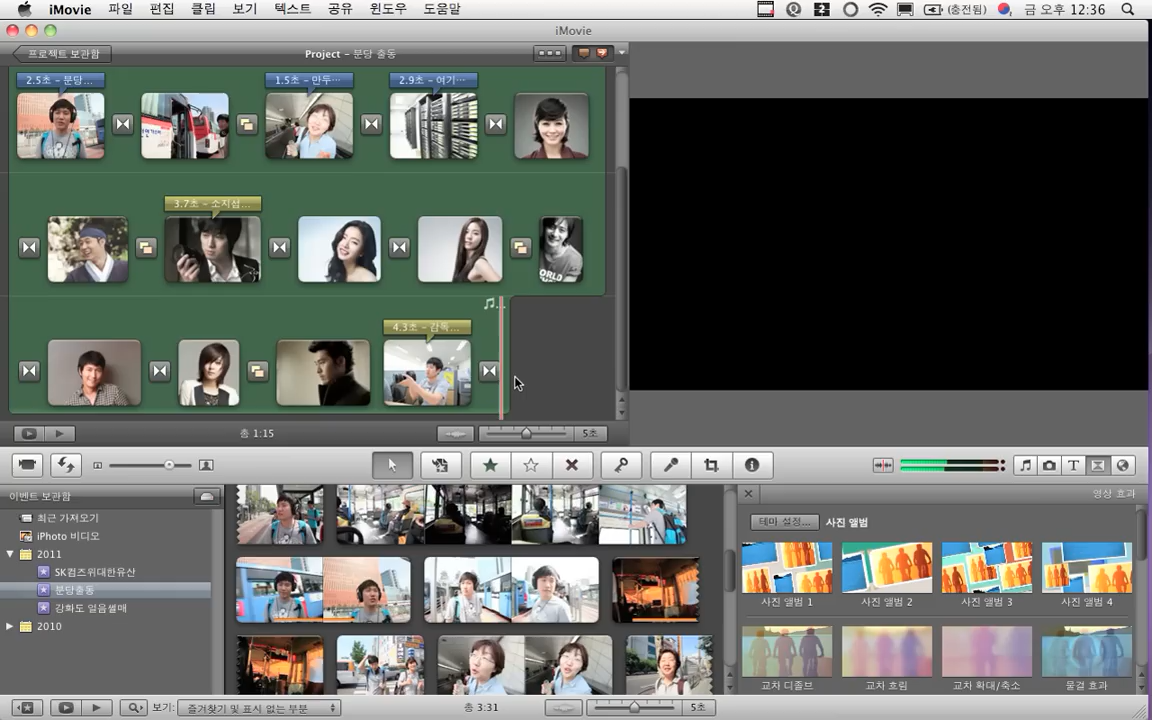 iMovie 파일 편집 클립 보기 텍스트 공유 윈도우 도움말 (충전됨) 금 오후 12:36
iMovie
프로젝트 보관함
Project - 분당 출동
2.5초 - 분당...
1.5초 - 만두...
2.9초 - 여기...
3.7초 - 소지섭...
4.3초 - 감독...
총 1:15
5초
이벤트 보관함
최근 가져오기
iPhoto 비디오
2011
SK컴즈위대한유산
분당출동
강화도 얼음썰매
2010
영상 효과
테마 설정...
사진 앨범
사진 앨범 1
사진 앨범 2
사진 앨범 3
사진 앨범 4
교차 디졸브
교차 흐림
교차 확대/축소
물결 효과
보기:
즐겨찾기 및 표시 없는 부분
총 3:31
5초